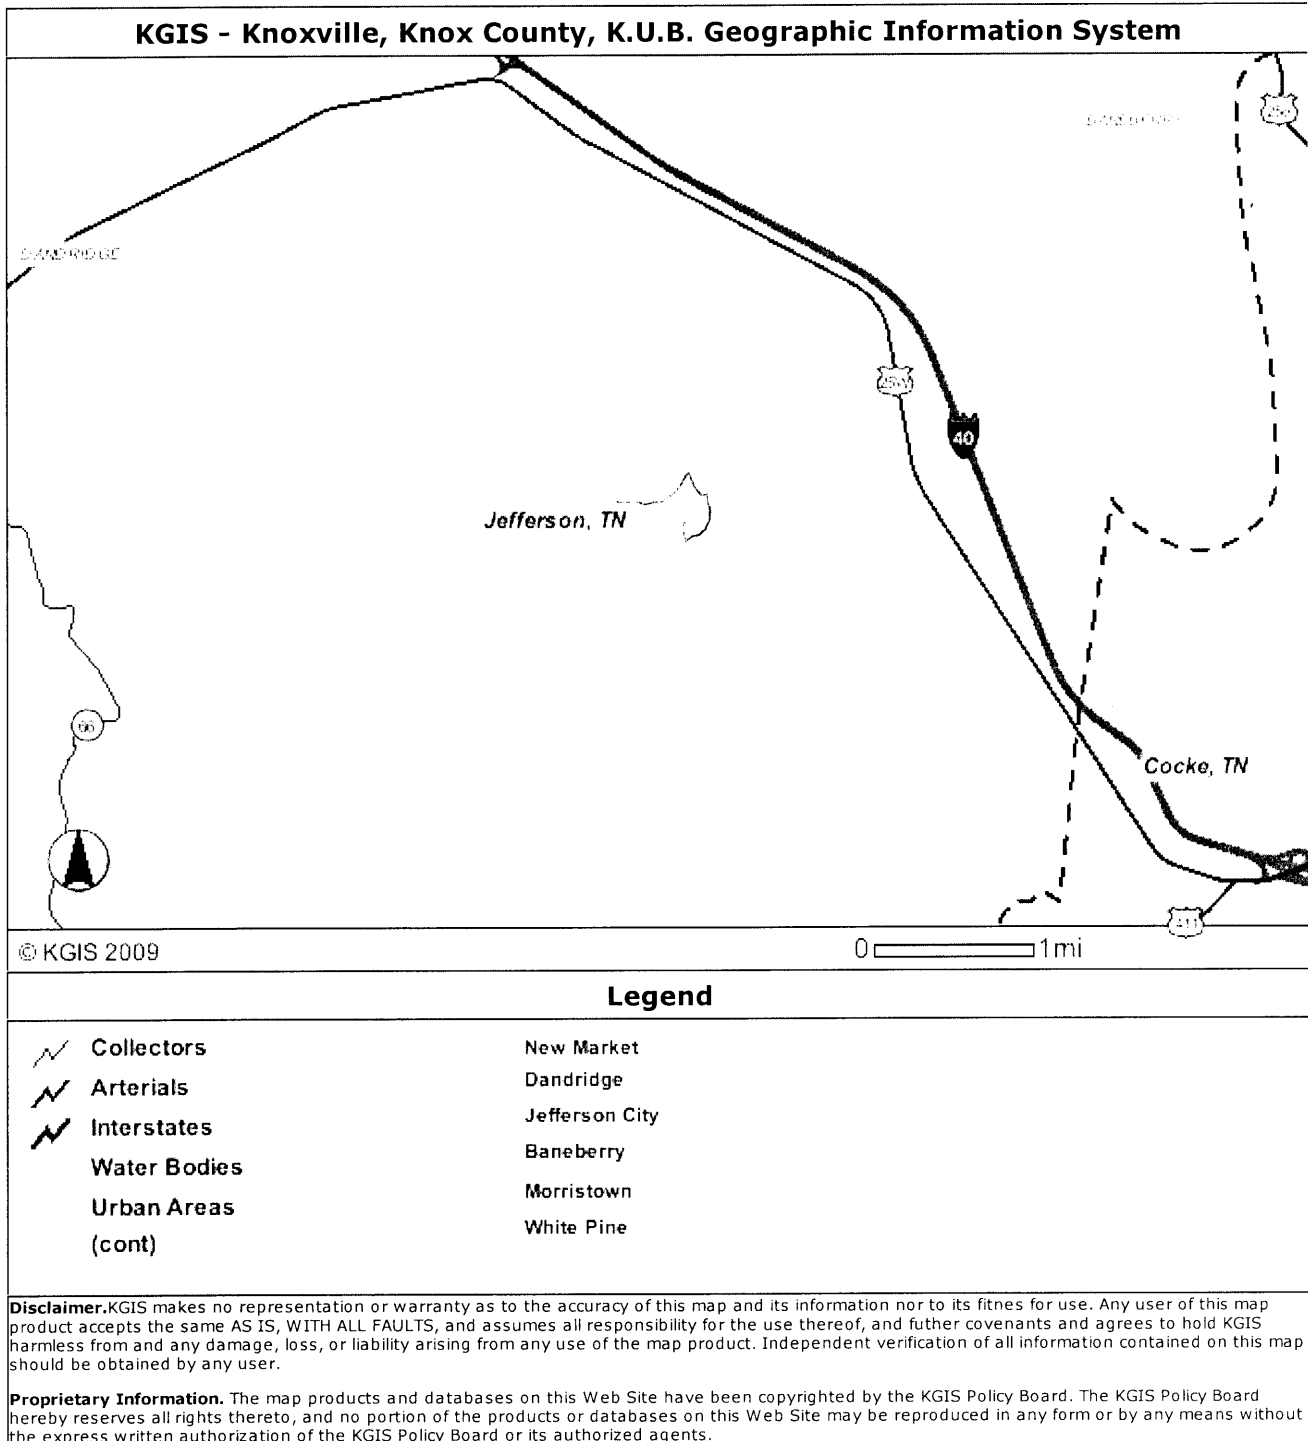 KGIS - Knoxville, Knox County, K.U.B. Geographic Information System
DANDRIDGE
40
Jefferson, TN
66
Cocke, TN
411
© KGIS 2009
0 1mi
Legend
Collectors
Arterials
Interstates
Water Bodies
Urban Areas
(cont)
New Market
Dandridge
Jefferson City
Baneberry
Morristown
White Pine
Disclaimer.KGIS makes no representation or warranty as to the accuracy of this map and its information nor to its fitnes for use. Any user of this map
product accepts the same AS IS, WITH ALL FAULTS, and assumes all responsibility for the use thereof, and futher covenants and agrees to hold KGIS
harmless from and any damage, loss, or liability arising from any use of the map product. Independent verification of all information contained on this map
should be obtained by any user.
Proprietary Information. The map products and databases on this Web Site have been copyrighted by the KGIS Policy Board. The KGIS Policy Board
hereby reserves all rights thereto, and no portion of the products or databases on this Web Site may be reproduced in any form or by any means without
the express written authorization of the KGIS Policy Board or its authorized agents.